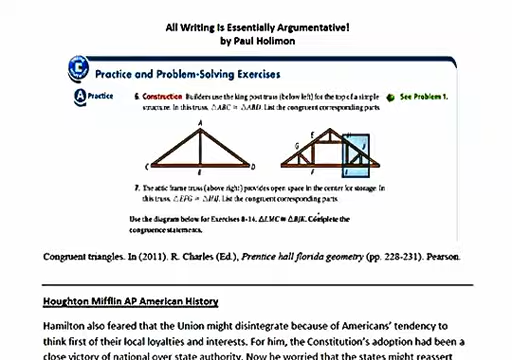 All Writing Is Essentially Argumentative!
by Paul Holimon
C Practice and Problem-Solving Exercises
A Practice 6. Construction Builders use the king post truss (below left) for the top of a simple See Problem 1.
structure. In this truss, △ABC ≅ △ABD. List the congruent corresponding parts.
A
E
G
C B D F
7. The attic frame truss (above right) provides open space in the center for storage. In
this truss, △EFG ≅ List the congruent corresponding parts.
Use the diagram below for Exercises 8-14. △LMC ≅ △BJK. Complete the
congruence statements.
Congruent triangles. In (2011). R. Charles (Ed.), Prentice hall florida geometry (pp. 228-231). Pearson.
Houghton Mifflin AP American History
Hamilton also feared that the Union might disintegrate because of Americans' tendency to
think first of their local loyalties and interests. For him, the Constitution's adoption had been a
close victory of national over state authority. Now he worried that the states might reassert